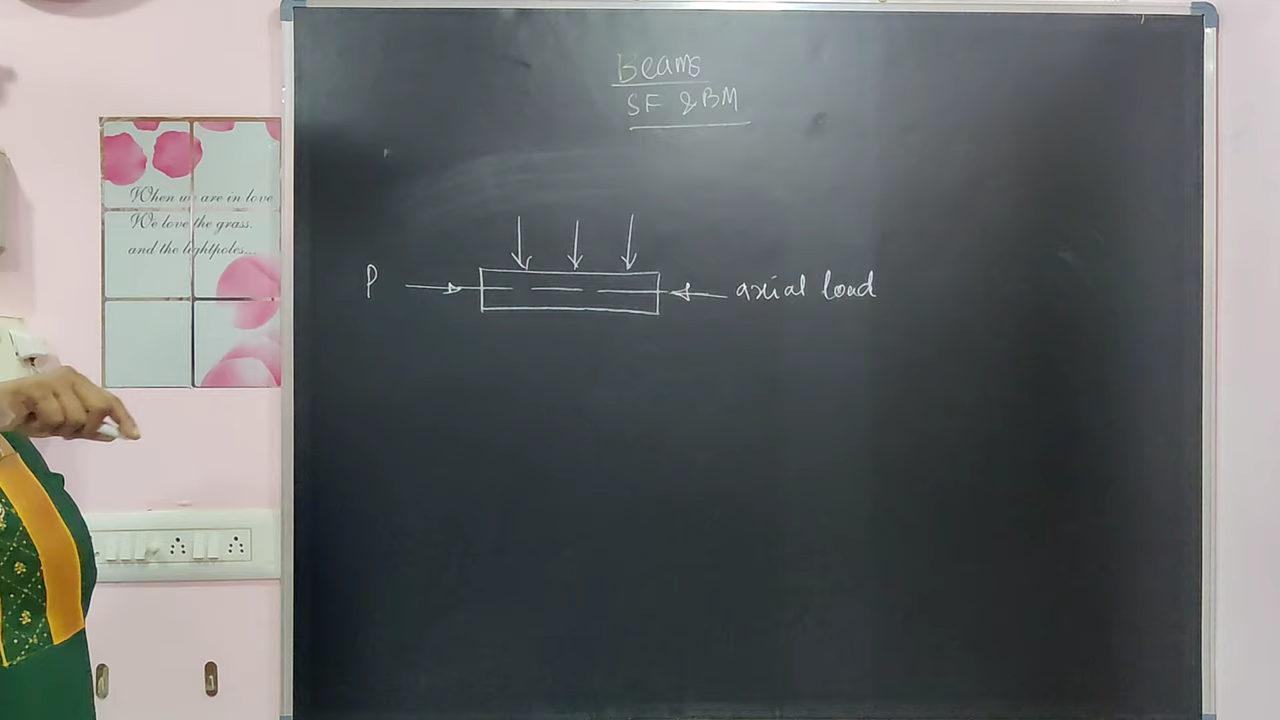 Beams
SF & BM
When we are in love
We love the grass.
and the lightpoles...
P
axial load